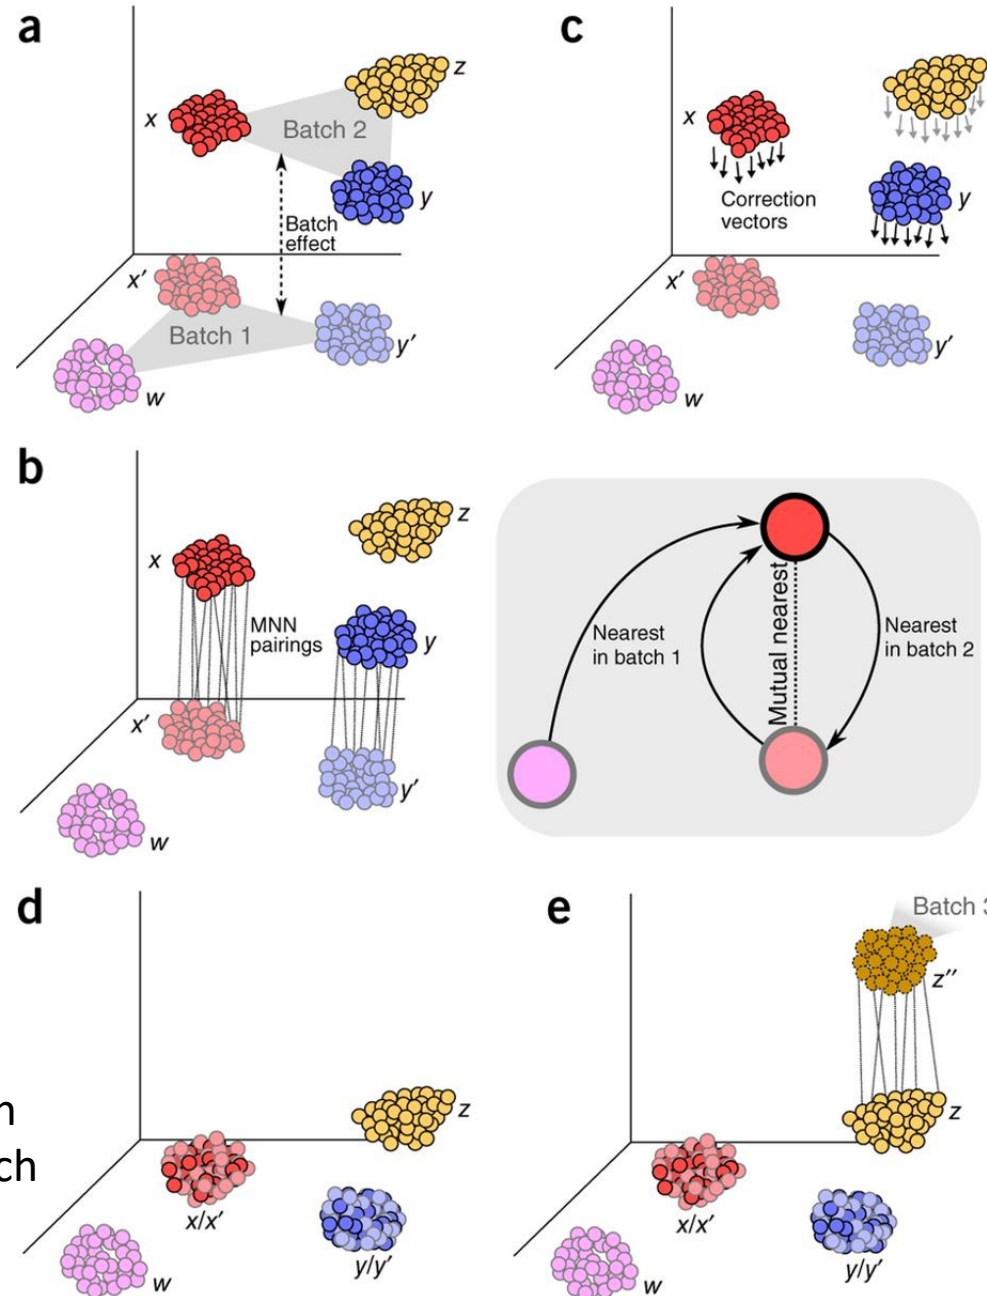 a
z
x
Batch 2
y
Batch
effect
x′
Batch 1
y′
w
c
z
x
y
Correction
vectors
x′
y′
w
b
z
x
MNN
pairings
y
x′
y′
w
Nearest
in batch 1
Mutual nearest
Nearest
in batch 2
d
z
x/x′
y/y′
w
e
Batch
z″
z
x/x′
y/y′
w